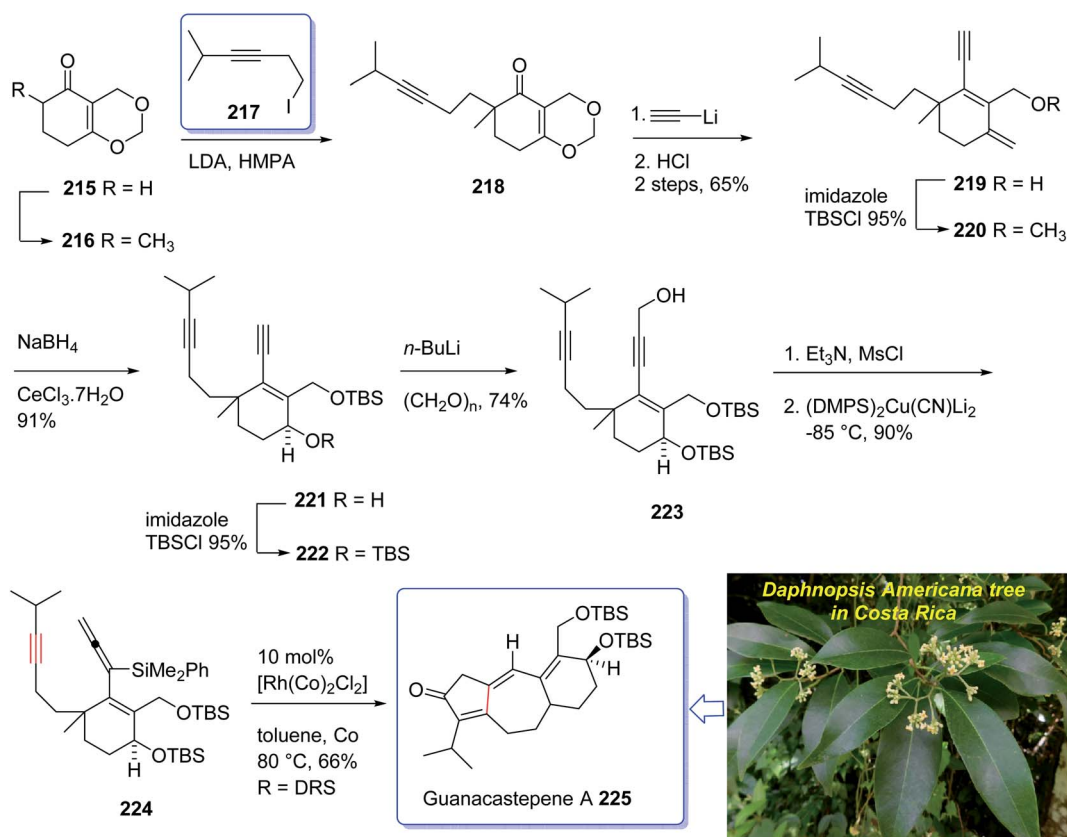 O
R
O
O
215 R = H
216 R = CH3
217
I
LDA, HMPA
O
O
O
218
1. Li
2. HCl
2 steps, 65%
OR
219 R = H
imidazole
TBSCl 95%
220 R = CH3
NaBH4
CeCl3.7H2O
91%
OTBS
OR
H
221 R = H
imidazole
TBSCl 95%
222 R = TBS
n-BuLi
(CH2O)n, 74%
OH
OTBS
OTBS
H
223
1. Et3N, MsCl
2. (DMPS)2Cu(CN)Li2
-85 °C, 90%
SiMe2Ph
OTBS
OTBS
H
224
10 mol%
[Rh(Co)2Cl2]
toluene, Co
80 °C, 66%
R = DRS
OTBS
OTBS
H
H
O
Guanacastepene A 225
Daphnopsis Americana tree
in Costa Rica